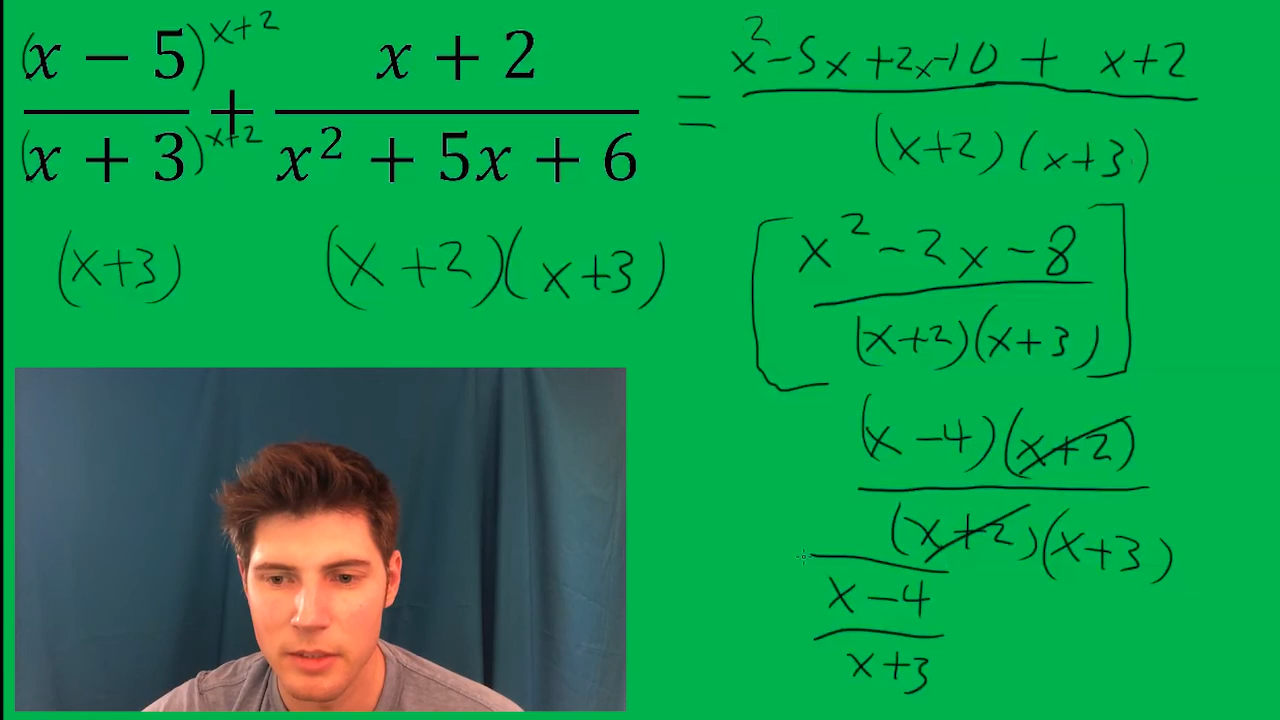 (x − 5)^(x+2) / (x + 3)^(x+2) + (x + 2) / (x² + 5x + 6) = (x² − 5x + 2x − 10 + x + 2) / ((x+2)(x+3))
(x+3) (x+2)(x+3)
[(x² − 2x − 8) / ((x+2)(x+3))]
(x − 4)(x+2) / ((x+2)(x+3))
(x − 4) / (x+3)